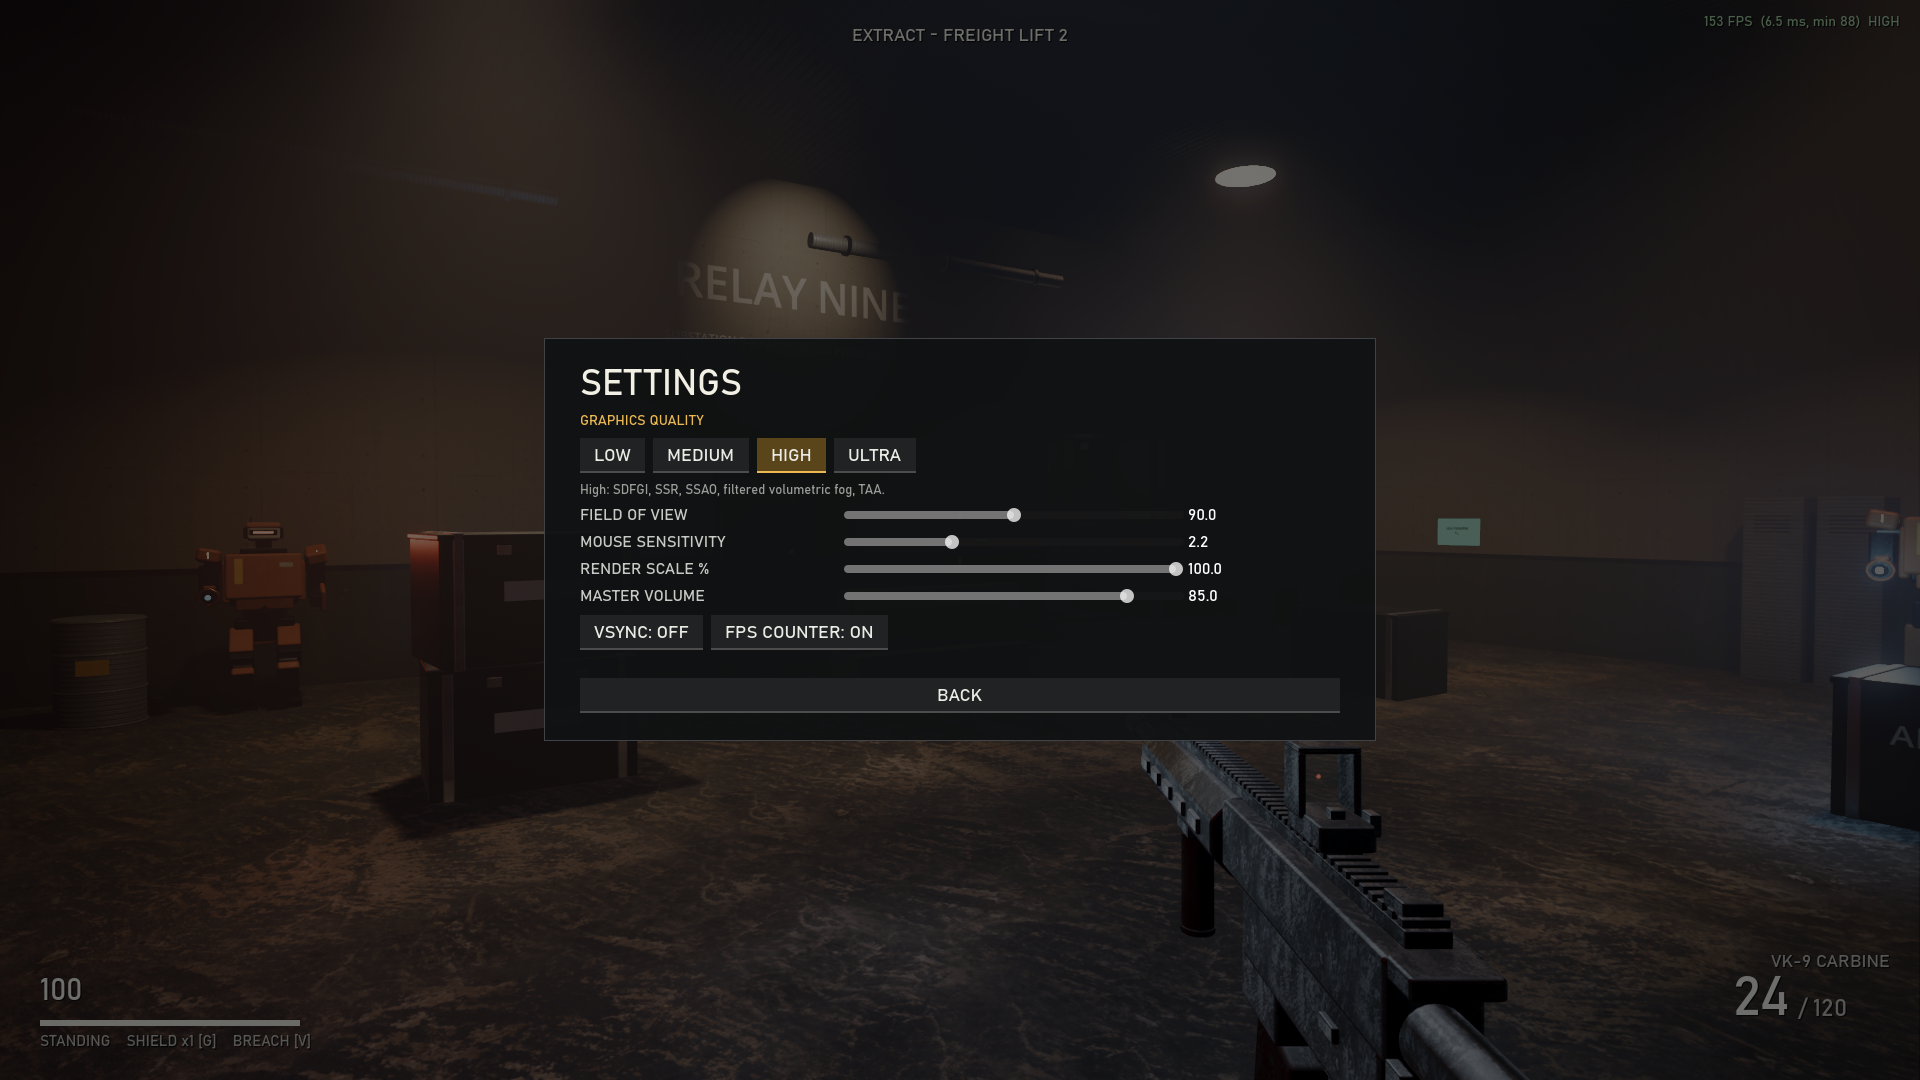 153 FPS (6.5 ms, min 88) HIGH
EXTRACT - FREIGHT LIFT 2
RELAY NINE
SETTINGS
GRAPHICS QUALITY
LOW MEDIUM HIGH ULTRA
High: SDFGI, SSR, SSAO, filtered volumetric fog, TAA.
FIELD OF VIEW 90.0
MOUSE SENSITIVITY 2.2
RENDER SCALE % 100.0
MASTER VOLUME 85.0
VSYNC: OFF FPS COUNTER: ON
BACK
1
1
VK-9 CARBINE
24 / 120
100
STANDING SHIELD x1 [G] BREACH [V]